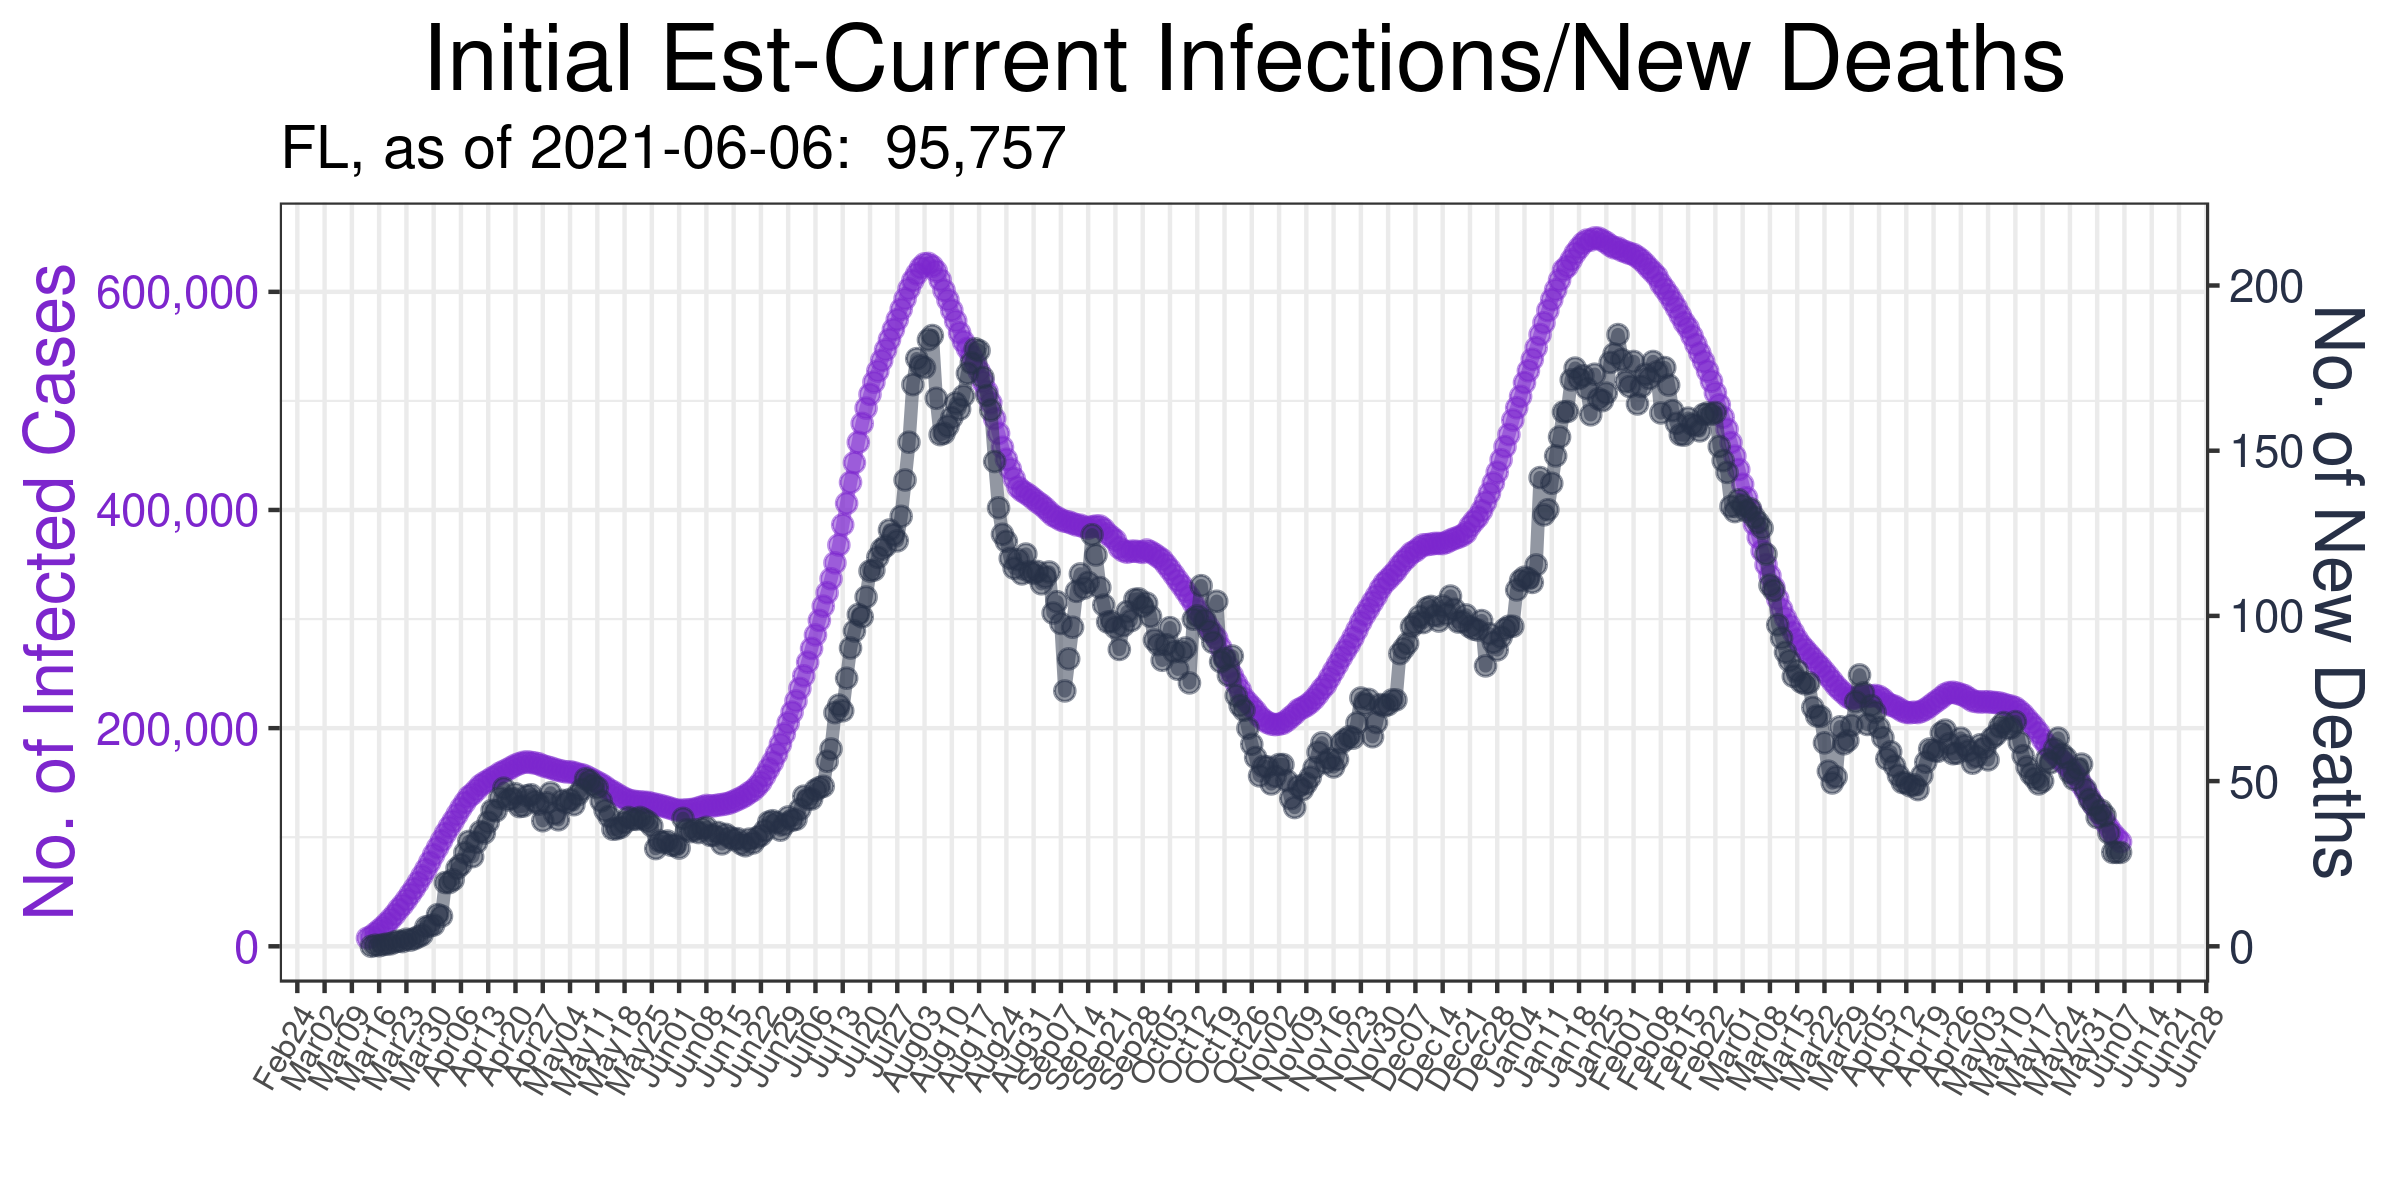 Initial Est-Current Infections/New Deaths
FL, as of 2021-06-06:  95,757
No. of Infected Cases
600,000
400,000
200,000
0
200
150
100
50
0
No. of New Deaths
Feb24
Mar02
Mar09
Mar16
Mar23
Mar30
Apr06
Apr13
Apr20
Apr27
May04
May11
May18
May25
Jun01
Jun08
Jun15
Jun22
Jun29
Jul06
Jul13
Jul20
Jul27
Aug03
Aug10
Aug17
Aug24
Aug31
Sep07
Sep14
Sep21
Sep28
Oct05
Oct12
Oct19
Oct26
Nov02
Nov09
Nov16
Nov23
Nov30
Dec07
Dec14
Dec21
Dec28
Jan04
Jan11
Jan18
Jan25
Feb01
Feb08
Feb15
Feb22
Mar01
Mar08
Mar15
Mar22
Mar29
Apr05
Apr12
Apr19
Apr26
May03
May10
May17
May24
May31
Jun07
Jun14
Jun21
Jun28